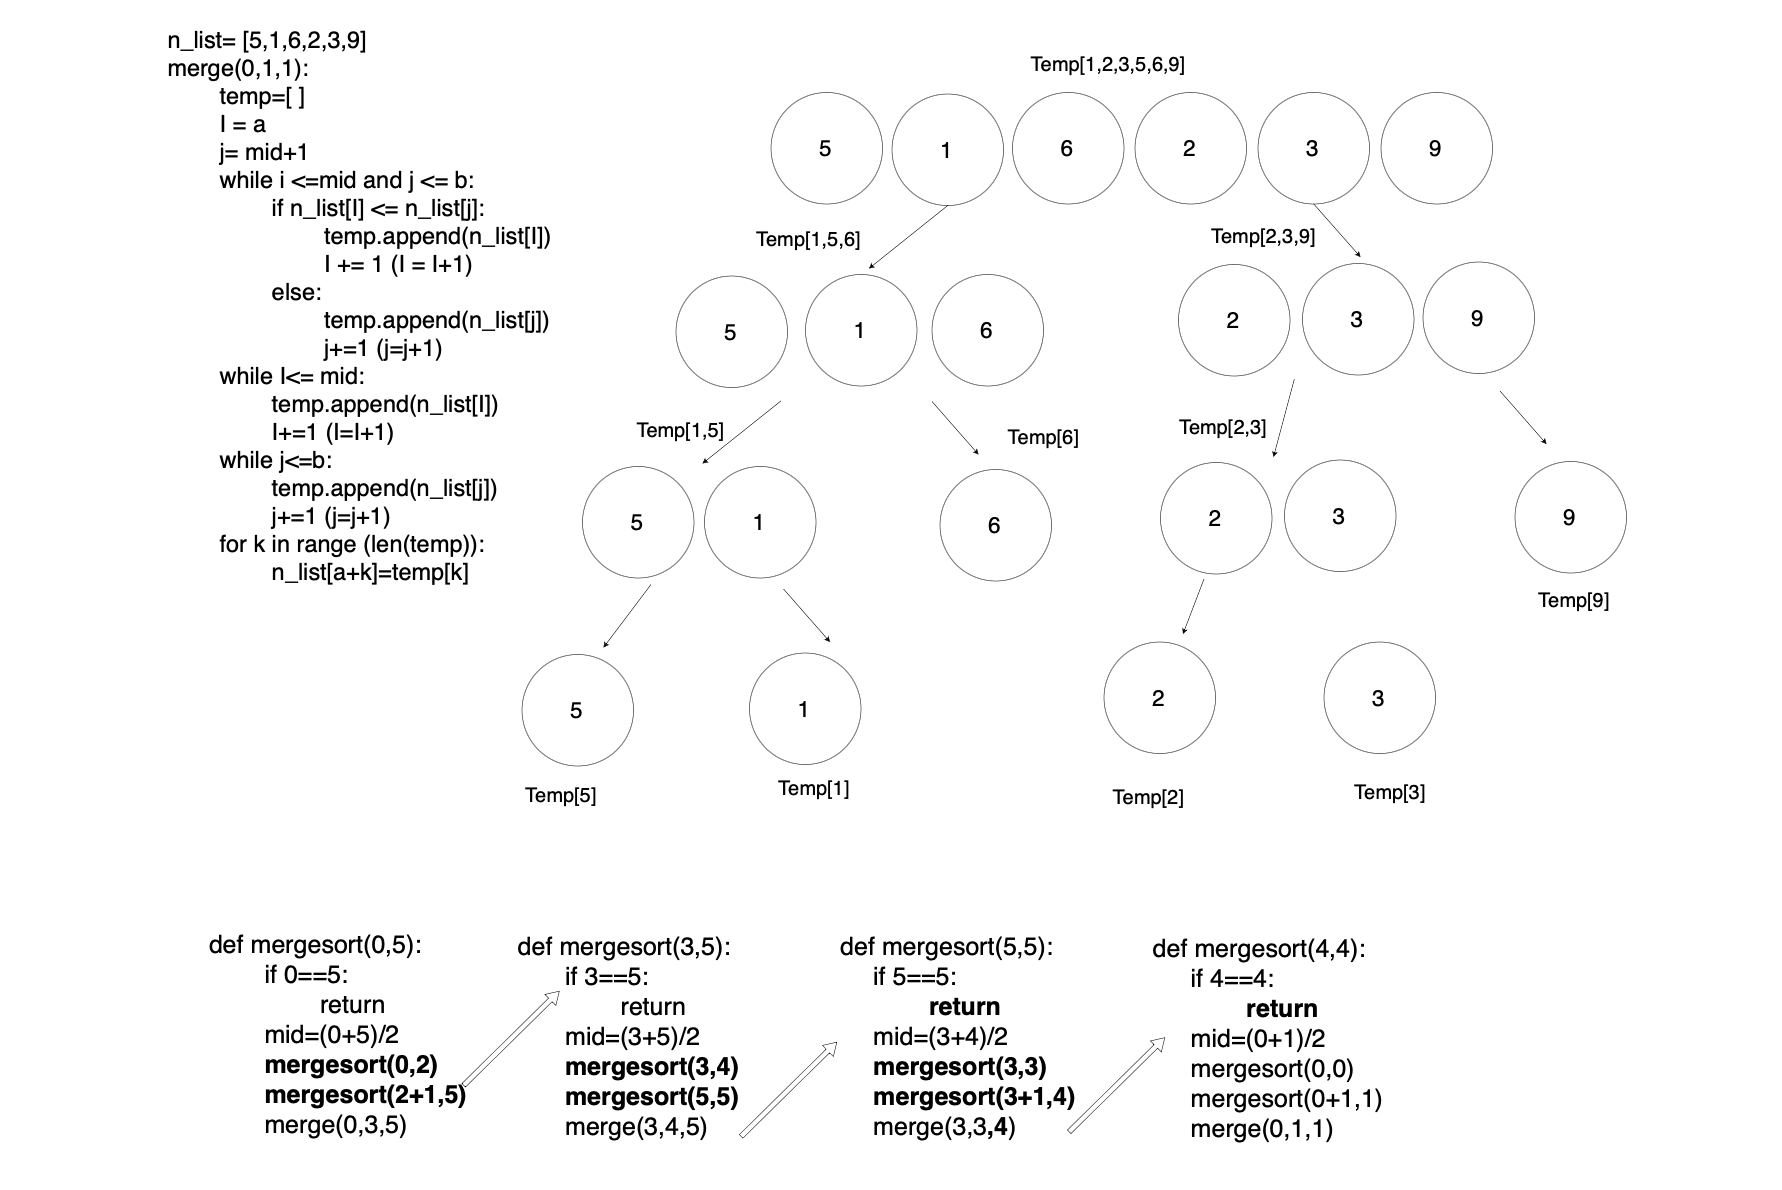 n_list= [5,1,6,2,3,9]
merge(0,1,1):
temp=[ ]
I = a
j= mid+1
while i <=mid and j <= b:
if n_list[I] <= n_list[j]:
temp.append(n_list[I])
I += 1 (I = I+1)
else:
temp.append(n_list[j])
j+=1 (j=j+1)
while I<= mid:
temp.append(n_list[I])
I+=1 (I=I+1)
while j<=b:
temp.append(n_list[j])
j+=1 (j=j+1)
for k in range (len(temp)):
n_list[a+k]=temp[k]
Temp[1,2,3,5,6,9]
5 1 6 2 3 9
Temp[1,5,6] Temp[2,3,9]
5 1 6 2 3 9
Temp[1,5] Temp[6] Temp[2,3]
5 1 6 2 3 9
Temp[9]
5 1 2 3
Temp[5] Temp[1] Temp[2] Temp[3]
def mergesort(0,5):
if 0==5:
return
mid=(0+5)/2
mergesort(0,2)
mergesort(2+1,5)
merge(0,3,5)
def mergesort(3,5):
if 3==5:
return
mid=(3+5)/2
mergesort(3,4)
mergesort(5,5)
merge(3,4,5)
def mergesort(5,5):
if 5==5:
return
mid=(3+4)/2
mergesort(3,3)
mergesort(3+1,4)
merge(3,3,4)
def mergesort(4,4):
if 4==4:
return
mid=(0+1)/2
mergesort(0,0)
mergesort(0+1,1)
merge(0,1,1)